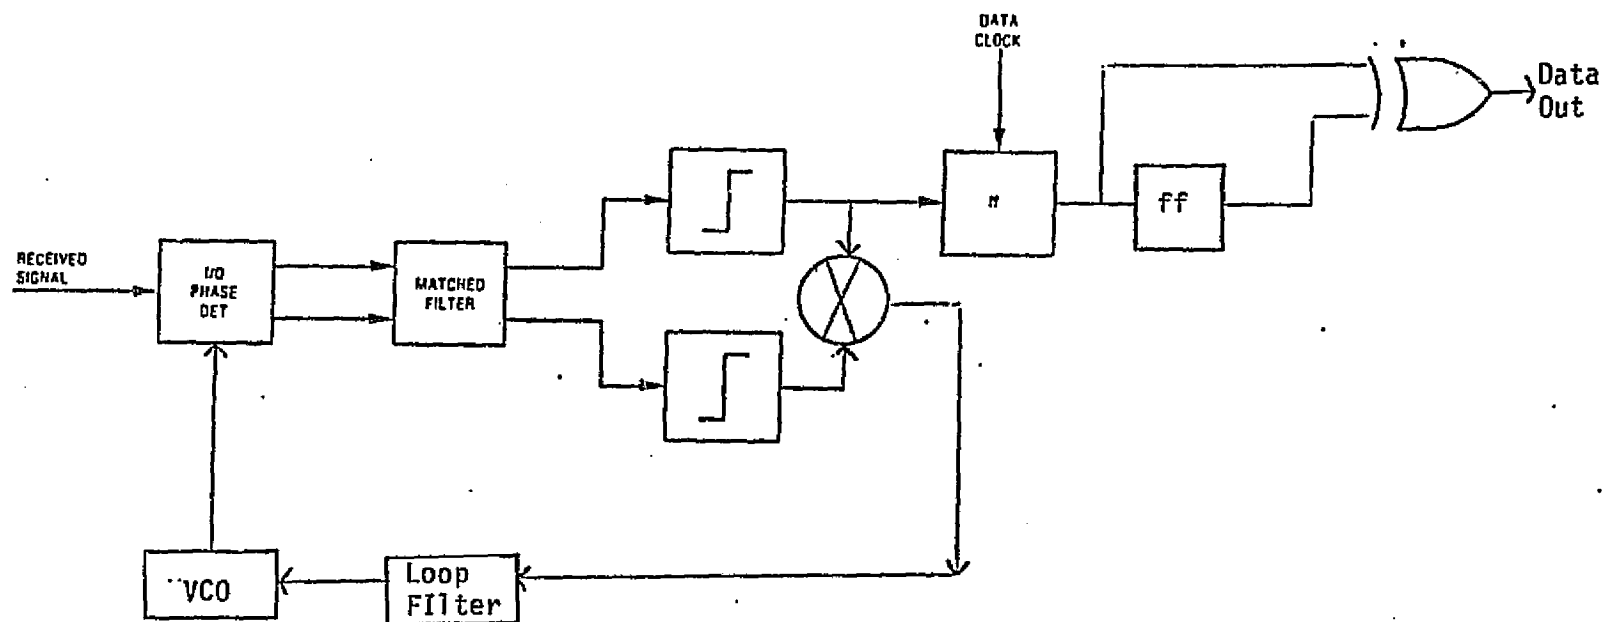 DATA
CLOCK
Data
Out
ff
RECEIVED
SIGNAL
I/Q
PHASE
DET
MATCHED
FILTER
VCO
Loop
FIlter